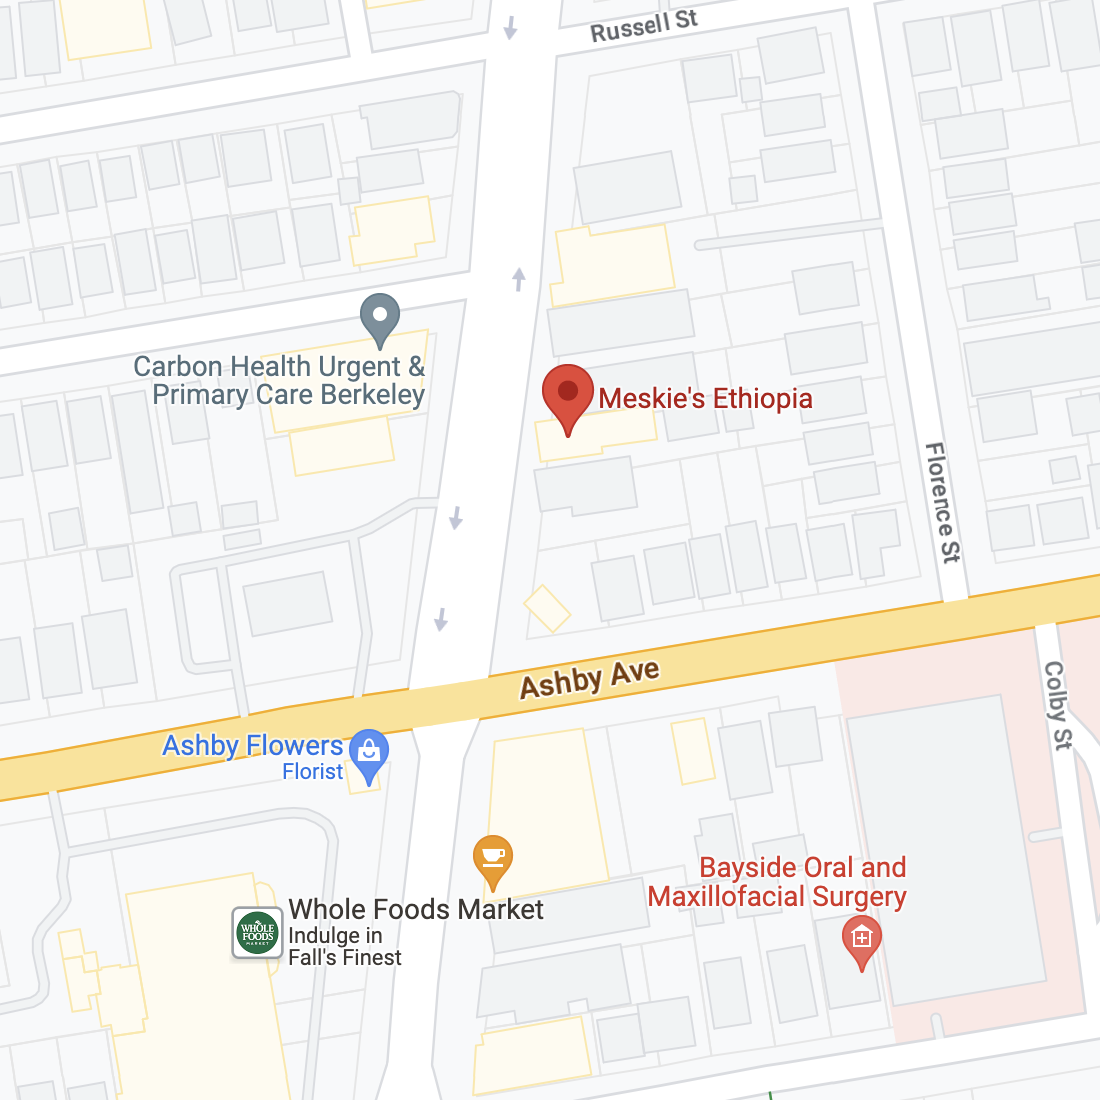 Russell St
Carbon Health Urgent &
Primary Care Berkeley
Meskie's Ethiopia
Florence St
Ashby Ave
Colby St
Ashby Flowers
Florist
Bayside Oral and
Maxillofacial Surgery
WHOLE
FOODS
MARKET
Whole Foods Market
Indulge in
Fall's Finest